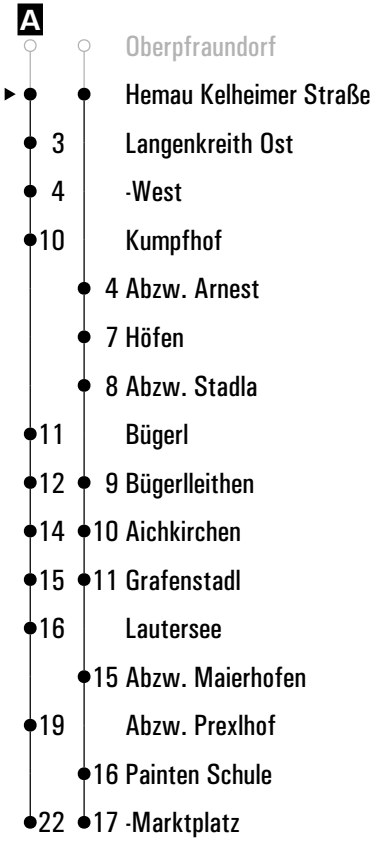 A
Oberpfraundorf
Hemau Kelheimer Straße
3 Langenkreith Ost
4 -West
10 Kumpfhof
4 Abzw. Arnest
7 Höfen
8 Abzw. Stadla
11 Bügerl
12 9 Bügerlleithen
14 10 Aichkirchen
15 11 Grafenstadl
16 Lautersee
15 Abzw. Maierhofen
19 Abzw. Prexlhof
16 Painten Schule
22 17 -Marktplatz